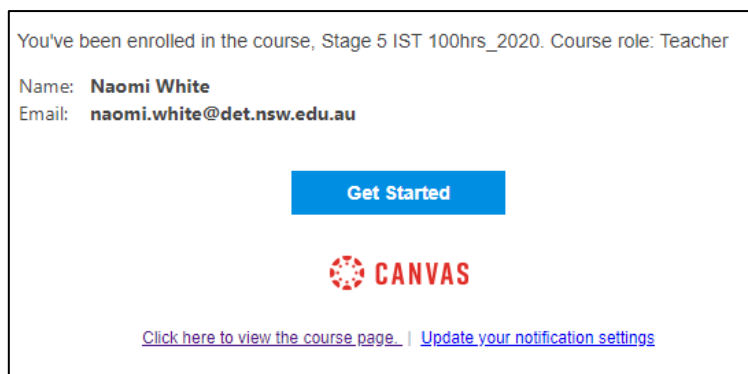 You've been enrolled in the course, Stage 5 IST 100hrs_2020. Course role: Teacher
Name: Naomi White
Email: naomi.white@det.nsw.edu.au
Get Started
CANVAS
Click here to view the course page. | Update your notification settings